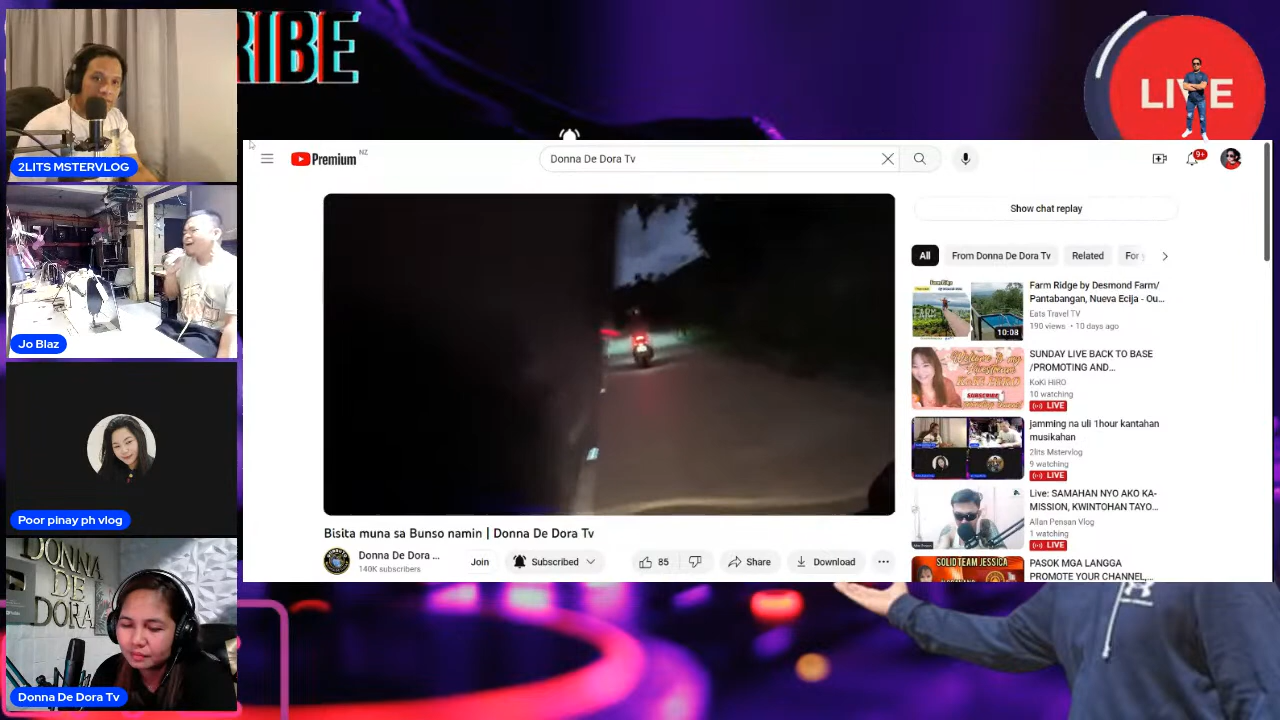 RIBE
LIVE
2LITS MSTERVLOG
Jo Blaz
Poor pinay ph vlog
DONNA
DE
DORA
Donna De Dora Tv
Premium NZ
Donna De Dora Tv
9+
Show chat replay
All
From Donna De Dora Tv
Related
For
Farm Ridge by Desmond Farm/
Pantabangan, Nueva Ecija - Ou...
Eats Travel TV
190 views • 10 days ago
10:08
SUNDAY LIVE BACK TO BASE
/PROMOTING AND...
KoKi HiRO
10 watching
LIVE
jamming na uli 1hour kantahan
musikahan
2lits Mstervlog
9 watching
LIVE
Live: SAMAHAN NYO AKO KA-
MISSION, KWINTOHAN TAYO...
Allan Pensan Vlog
1 watching
LIVE
SOLID TEAM JESSICA
PASOK MGA LANGGA
PROMOTE YOUR CHANNEL,...
Bisita muna sa Bunso namin | Donna De Dora Tv
Donna De Dora ...
140K subscribers
Join
Subscribed
85
Share
Download